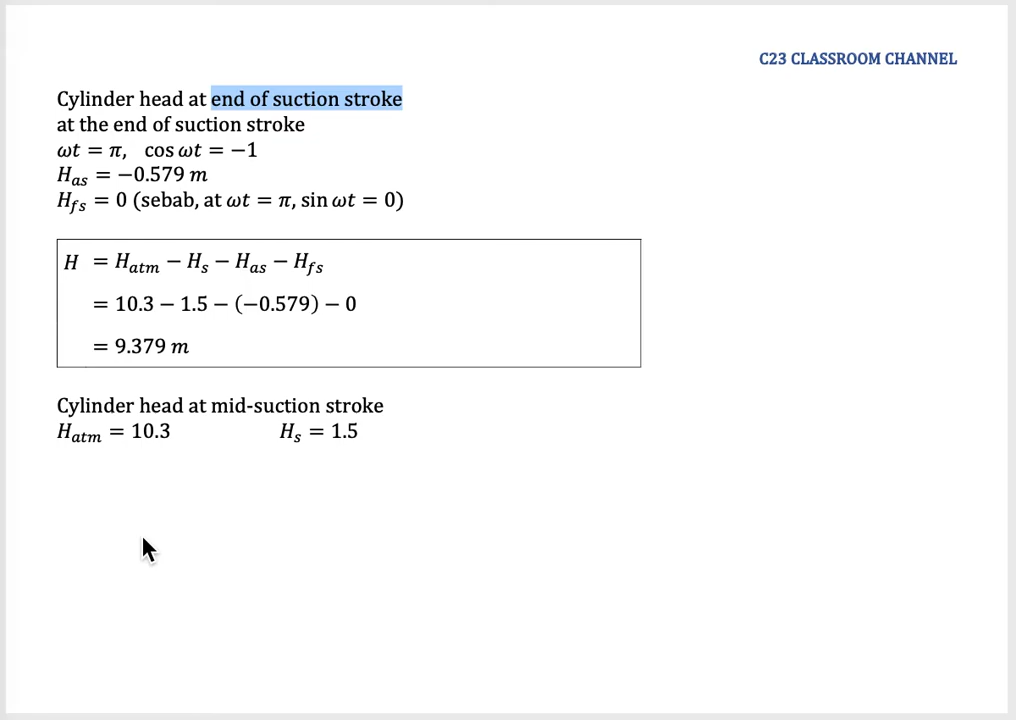 C23 CLASSROOM CHANNEL
Cylinder head at end of suction stroke
at the end of suction stroke
ωt = π, cos ωt = −1
H_as = −0.579 m
H_fs = 0 (sebab, at ωt = π, sin ωt = 0)
H = H_atm − H_s − H_as − H_fs
= 10.3 − 1.5 − (−0.579) − 0
= 9.379 m
Cylinder head at mid-suction stroke
H_atm = 10.3 H_s = 1.5